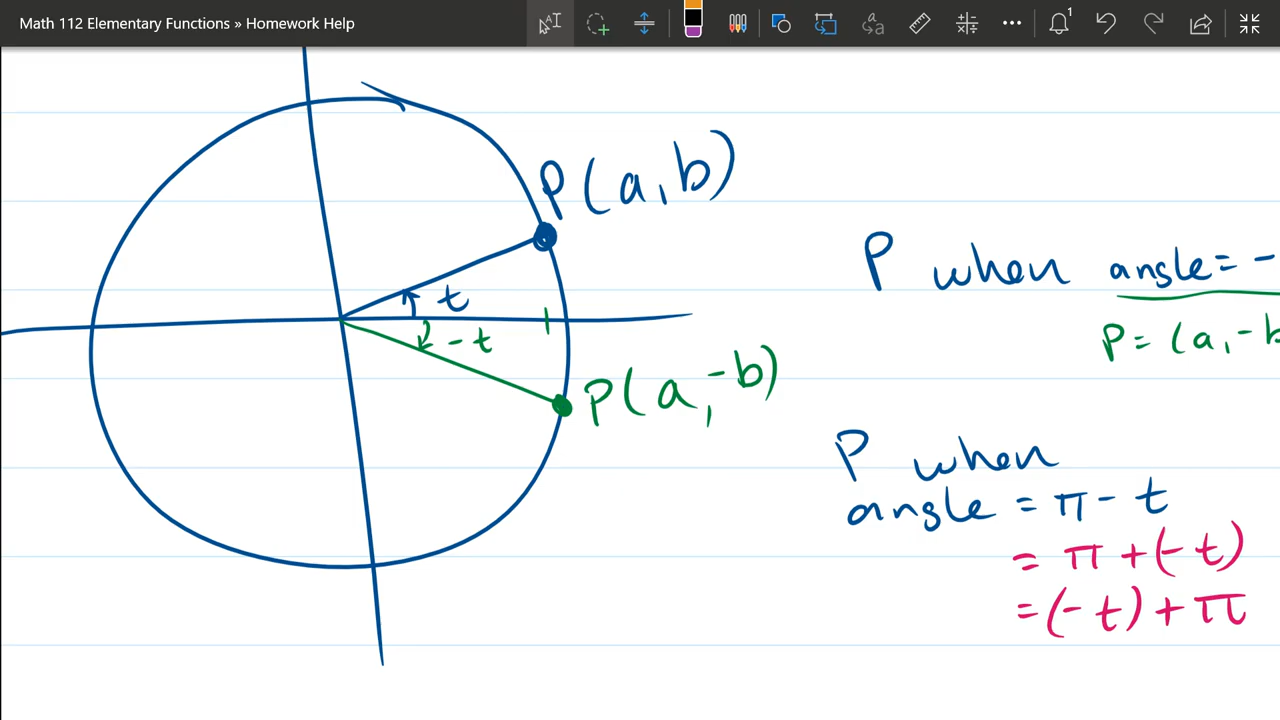 Math 112 Elementary Functions » Homework Help
1
P(a,b)
t
-t
P(a,-b)
P when angle= -
P= (a,-b
P when
angle = π - t
= π + (- t)
= (- t) + π